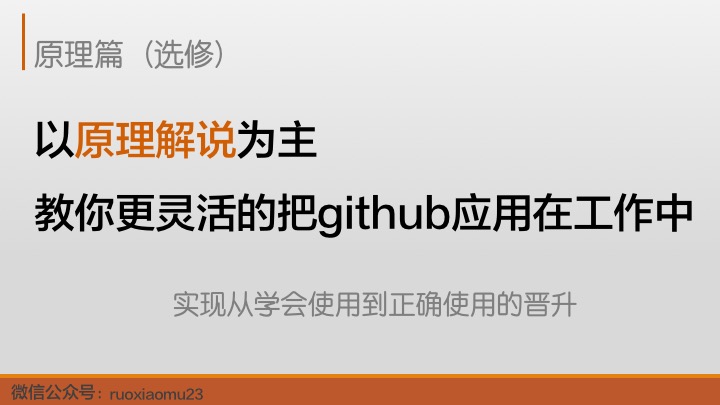 原理篇（选修）
以原理解说为主
教你更灵活的把github应用在工作中
实现从学会使用到正确使用的晋升
微信公众号：ruoxiaomu23